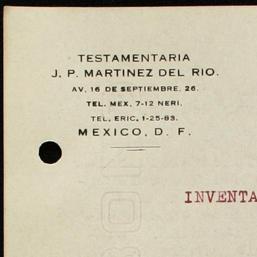 TESTAMENTARIA
J. P. MARTINEZ DEL RIO.
AV. 16 DE SEPTIEMBRE. 26.
TEL. MEX. 7-12 NERI.
TEL. ERIC. 1-25-83.
MEXICO, D. F.
INVENTA